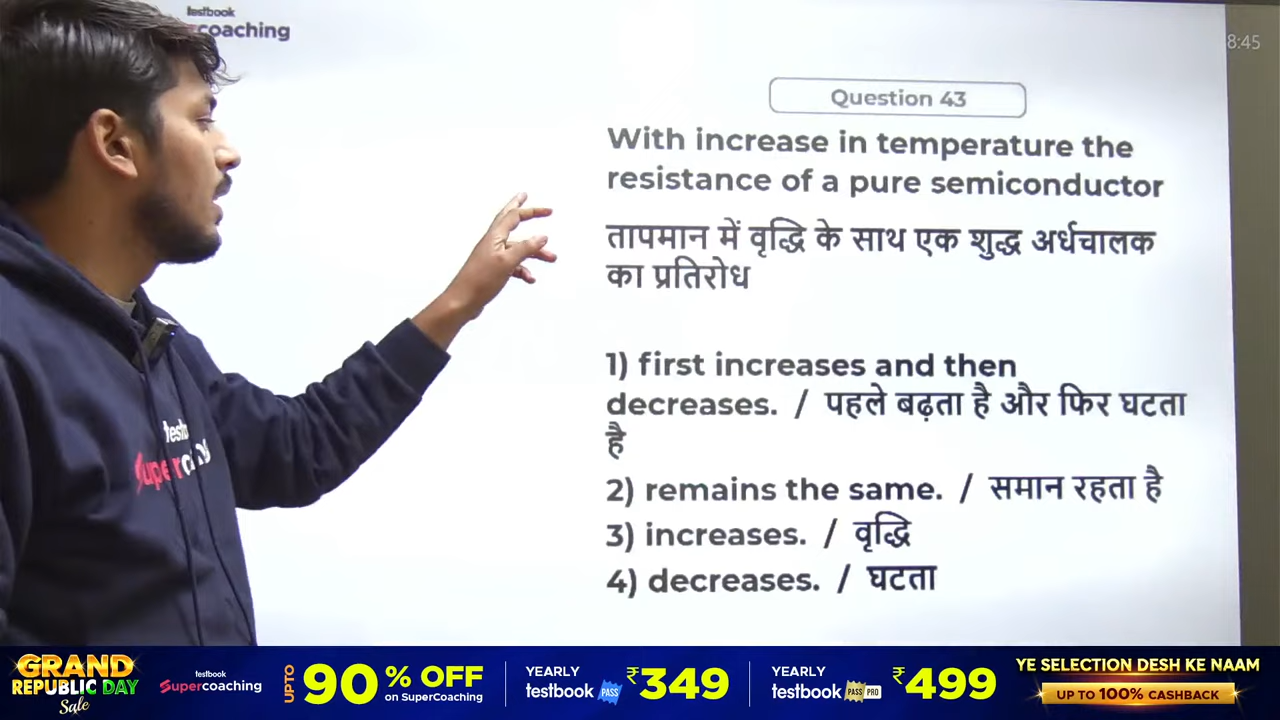 testbook
coaching
8:45
Question 43
With increase in temperature the
resistance of a pure semiconductor
तापमान में वृद्धि के साथ एक शुद्ध अर्धचालक
का प्रतिरोध
1) first increases and then
decreases. / पहले बढ़ता है और फिर घटता
है
2) remains the same. / समान रहता है
3) increases. / वृद्धि
4) decreases. / घटता
GRAND
REPUBLIC DAY
Sale
testbook
Supercoaching
UPTO 90% OFF
on SuperCoaching
YEARLY
testbook PASS ₹349
YEARLY
testbook PASS PRO ₹499
YE SELECTION DESH KE NAAM
UP TO 100% CASHBACK